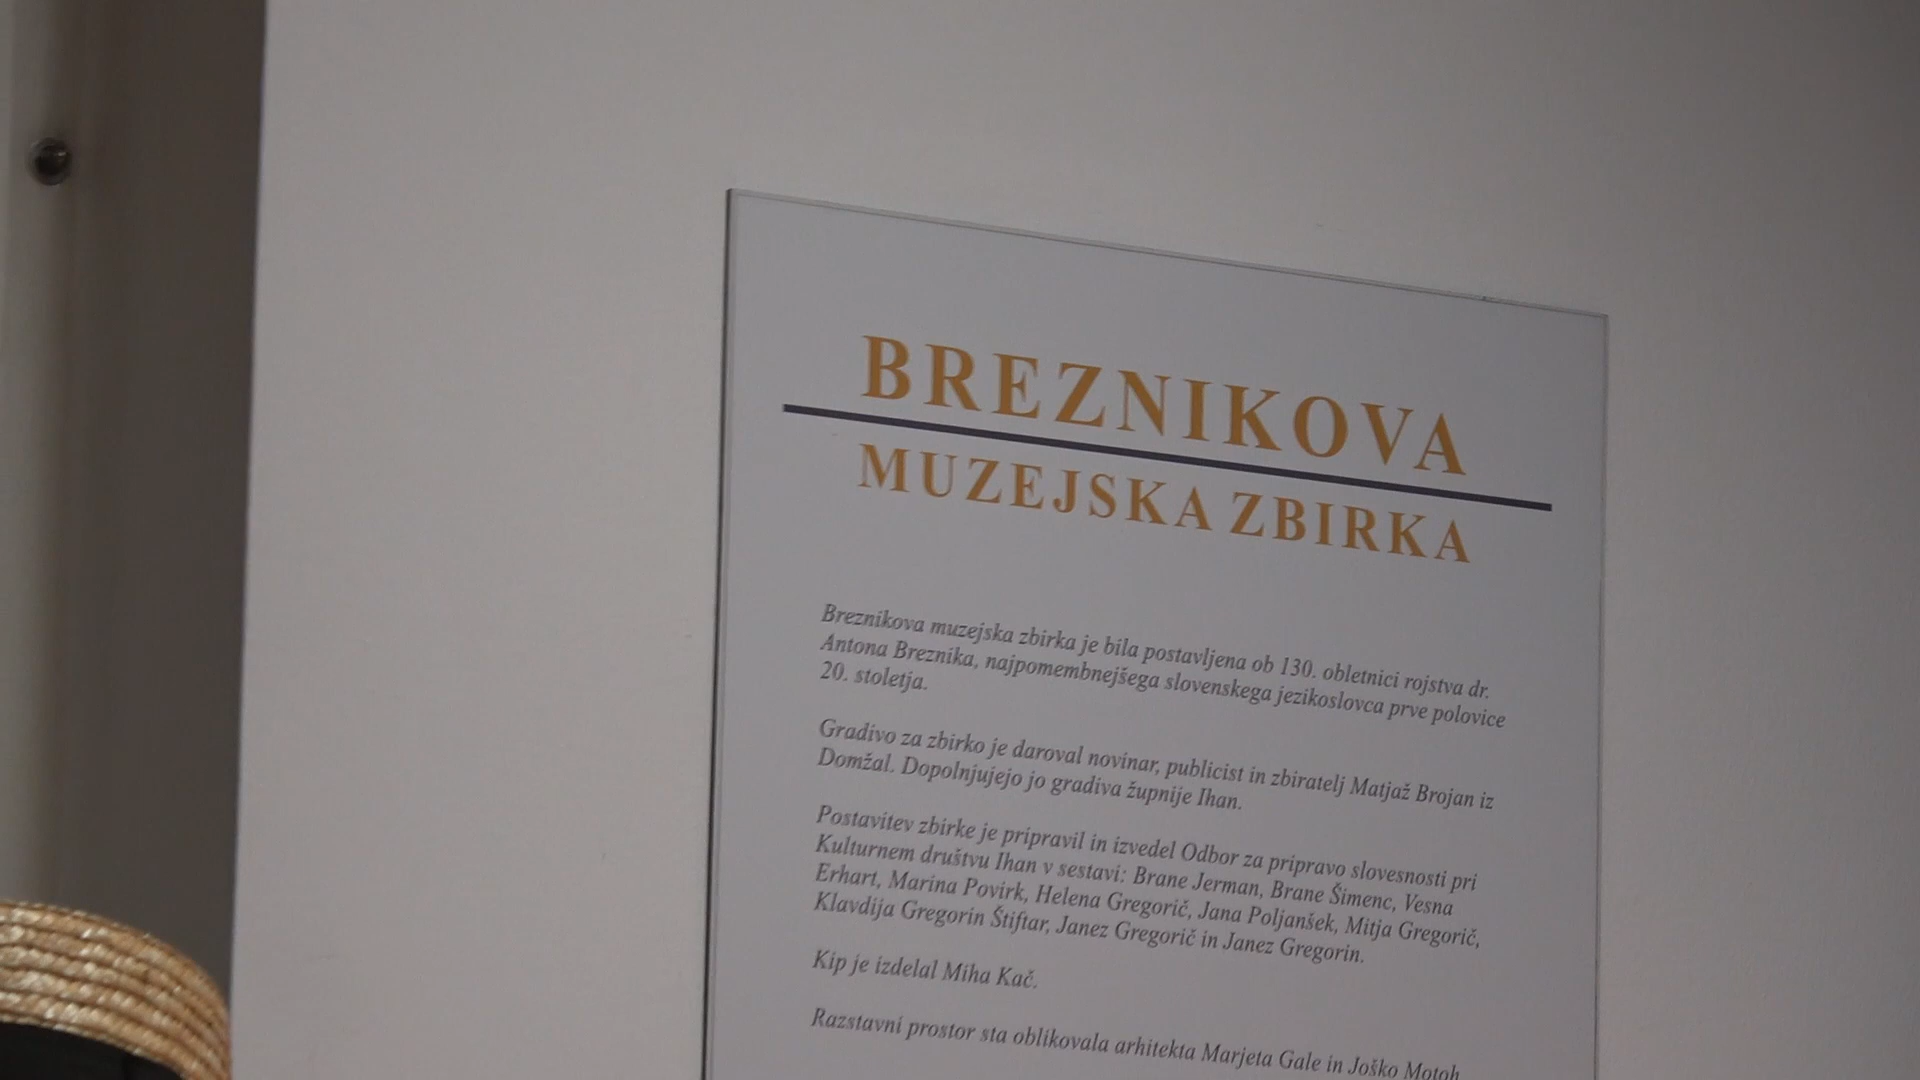 BREZNIKOVA
MUZEJSKA ZBIRKA
Breznikova muzejska zbirka je bila postavljena ob 130. obletnici rojstva dr.
Antona Breznika, najpomembnejšega slovenskega jezikoslovca prve polovice
20. stoletja.
Gradivo za zbirko je daroval novinar, publicist in zbiratelj Matjaž Brojan iz
Domžal. Dopolnjujejo jo gradiva župnije Ihan.
Postavitev zbirke je pripravil in izvedel Odbor za pripravo slovesnosti pri
Kulturnem društvu Ihan v sestavi: Brane Jerman, Brane Šimenc, Vesna
Erhart, Marina Povirk, Helena Gregorič, Jana Poljanšek, Mitja Gregorič,
Klavdija Gregorin Štiftar, Janez Gregorič in Janez Gregorin.
Kip je izdelal Miha Kač.
Razstavni prostor sta oblikovala arhitekta Marjeta Gale in Joško Motoh